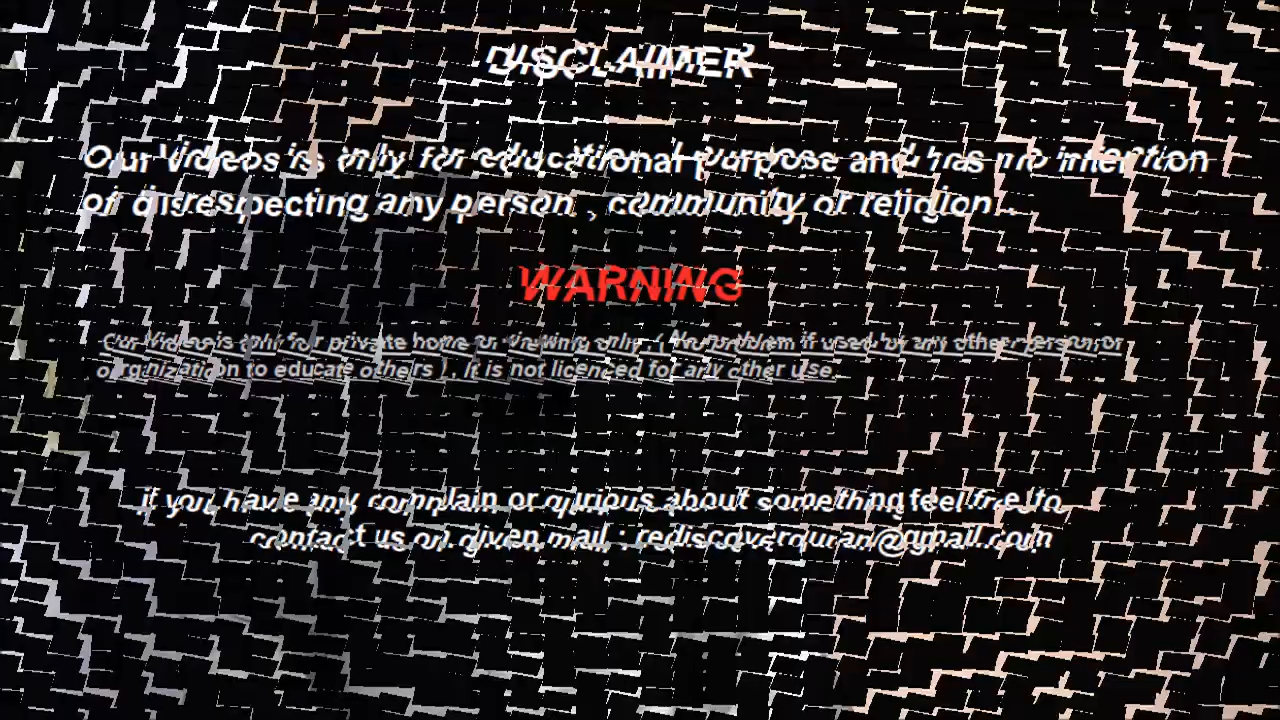 DISCLAIMER
Our Videos is only for educational purpose and has no intention
of disrespecting any person , community or religion .
WARNING
Our Videos is only for private home or viewing only . ( No problem if used by any other person or
orgnization to educate others ) , It is not licenced for any other use.
if you have any complain or qurious about something feel free to
contact us on given mail : rediscoverquran@gmail.com